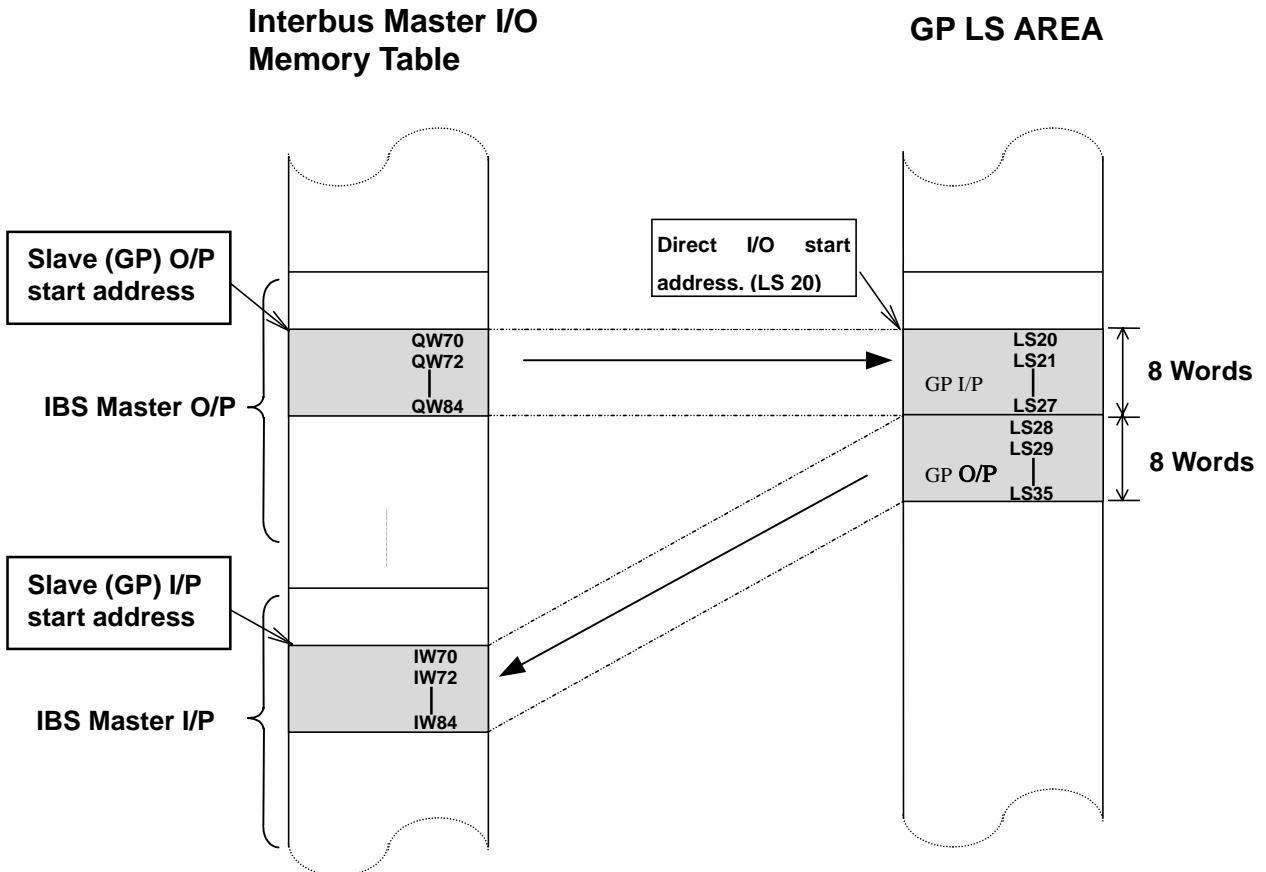 Interbus Master I/O
Memory Table
GP LS AREA
Slave (GP) O/P
start address
Direct I/O start
address. (LS 20)
QW70
QW72
QW84
IBS Master O/P
LS20
LS21
GP I/P
LS27
8 Words
LS28
LS29
GP O/P
LS35
8 Words
Slave (GP) I/P
start address
IW70
IW72
IW84
IBS Master I/P